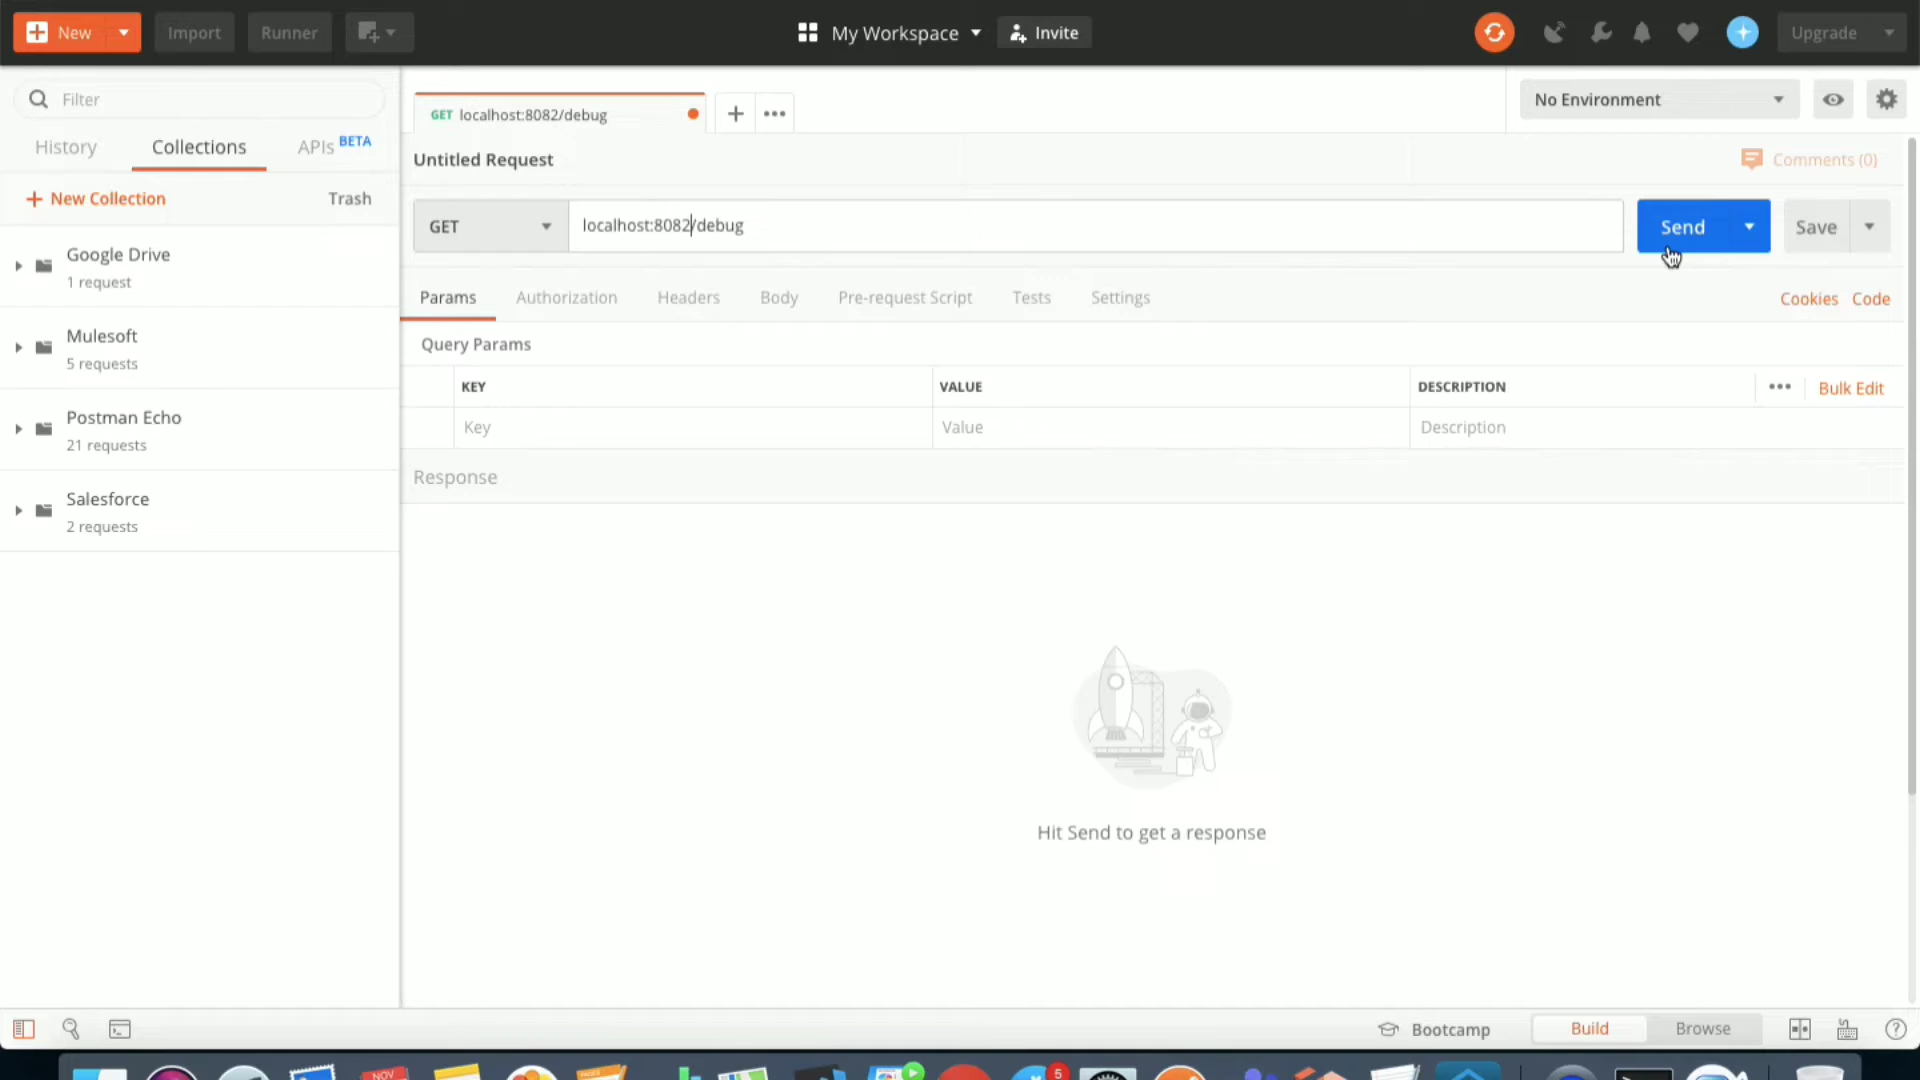 New
Import
Runner
My Workspace
Invite
Upgrade
Filter
History
Collections
APIs BETA
New Collection
Trash
Google Drive
1 request
Mulesoft
5 requests
Postman Echo
21 requests
Salesforce
2 requests
GET localhost:8082/debug
No Environment
Untitled Request
Comments (0)
GET
localhost:8082/debug
Send
Save
Params
Authorization
Headers
Body
Pre-request Script
Tests
Settings
Cookies
Code
Query Params
KEY
VALUE
DESCRIPTION
Bulk Edit
Key
Value
Description
Response
Hit Send to get a response
Bootcamp
Build
Browse
NOV
PAGES
5